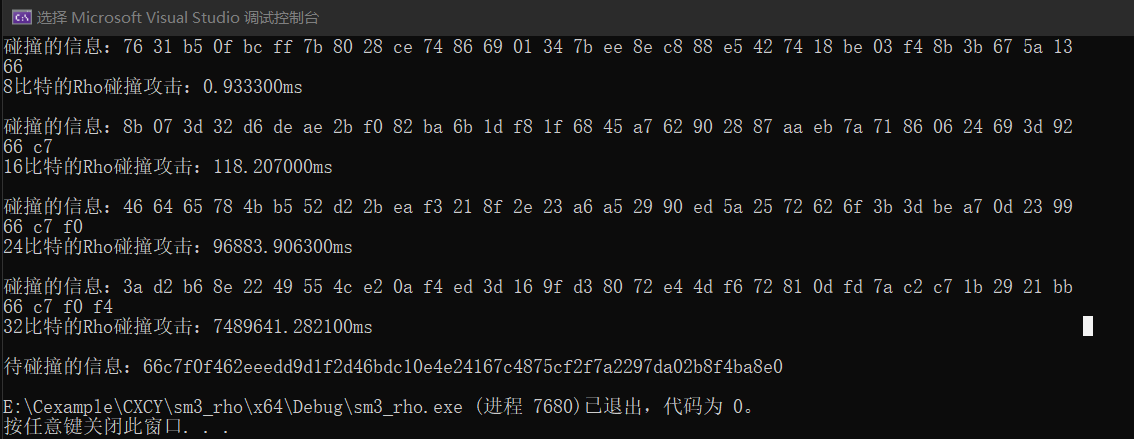 选择 Microsoft Visual Studio 调试控制台
碰撞的信息：76 31 b5 0f bc ff 7b 80 28 ce 74 86 69 01 34 7b ee 8e c8 88 e5 42 74 18 be 03 f4 8b 3b 67 5a 13
66
8比特的Rho碰撞攻击：0.933300ms
碰撞的信息：8b 07 3d 32 d6 de ae 2b f0 82 ba 6b 1d f8 1f 68 45 a7 62 90 28 87 aa eb 7a 71 86 06 24 69 3d 92
66 c7
16比特的Rho碰撞攻击：118.207000ms
碰撞的信息：46 64 65 78 4b b5 52 d2 2b ea f3 21 8f 2e 23 a6 a5 29 90 ed 5a 25 72 62 6f 3b 3d be a7 0d 23 99
66 c7 f0
24比特的Rho碰撞攻击：96883.906300ms
碰撞的信息：3a d2 b6 8e 22 49 55 4c e2 0a f4 ed 3d 16 9f d3 80 72 e4 4d f6 72 81 0d fd 7a c2 c7 1b 29 21 bb
66 c7 f0 f4
32比特的Rho碰撞攻击：7489641.282100ms
待碰撞的信息：66c7f0f462eeedd9d1f2d46bdc10e4e24167c4875cf2f7a2297da02b8f4ba8e0
E:\Cexample\CXCY\sm3_rho\x64\Debug\sm3_rho.exe (进程 7680)已退出，代码为 0。
按任意键关闭此窗口. . .